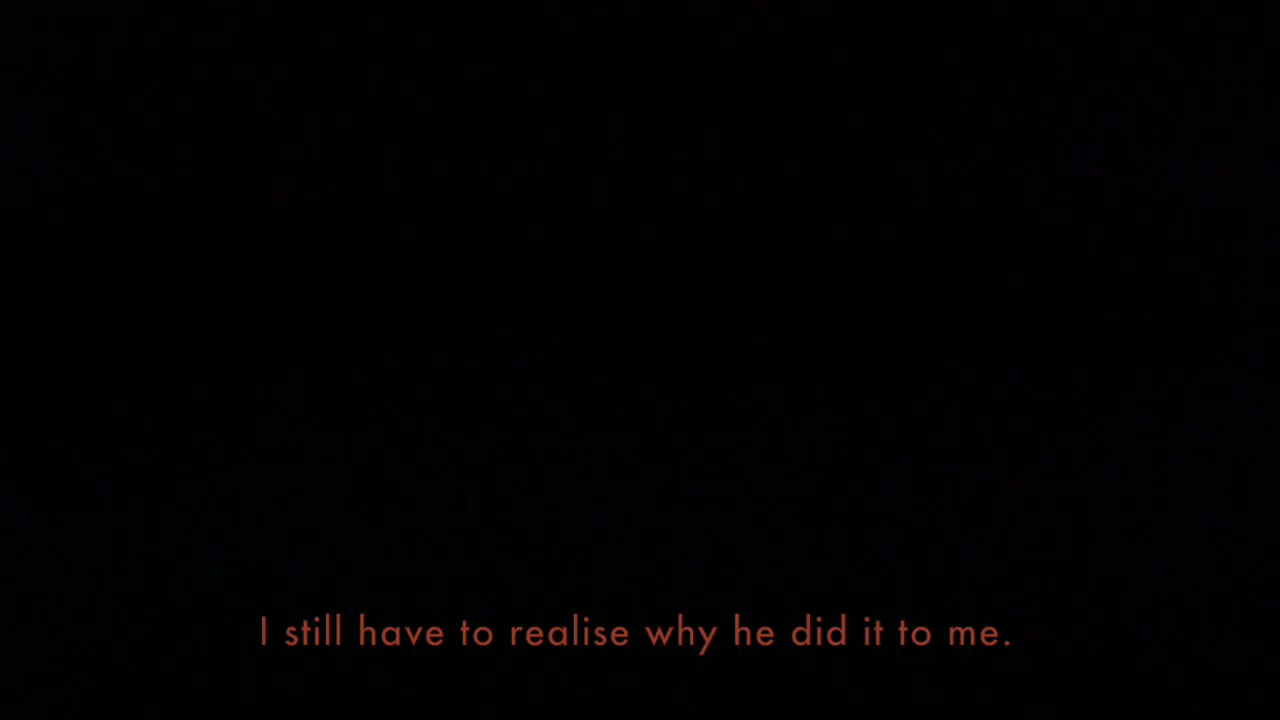 I still have to realise why he did it to me.